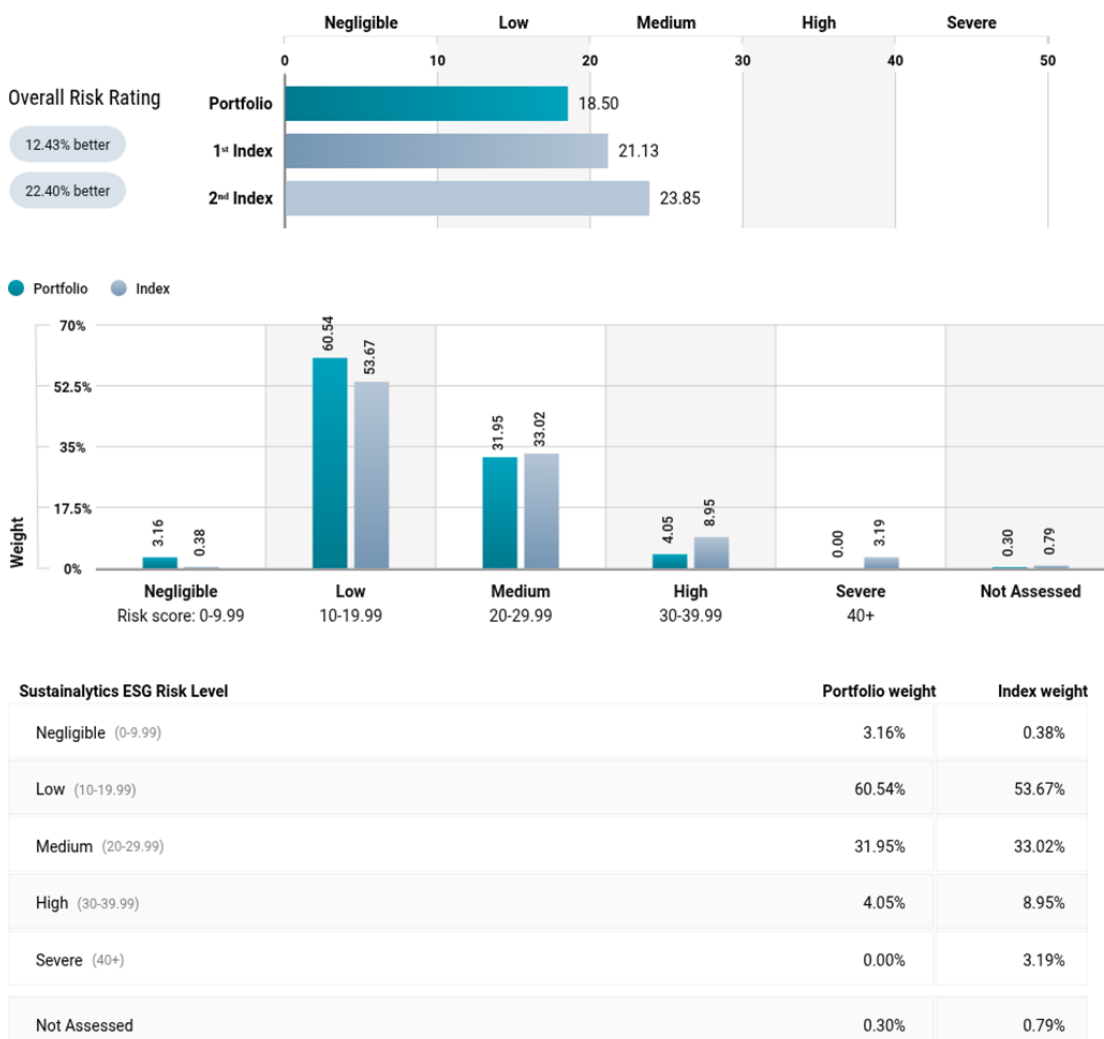 Negligible Low Medium High Severe
0 10 20 30 40 50
Overall Risk Rating
12.43% better
22.40% better
Portfolio 18.50
1st Index 21.13
2nd Index 23.85
Portfolio Index
Weight
70%
52.5%
35%
17.5%
0%
3.16 0.38 60.54 53.67 31.95 33.02 4.05 8.95 0.00 3.19 0.30 0.79
Negligible Low Medium High Severe Not Assessed
Risk score: 0-9.99 10-19.99 20-29.99 30-39.99 40+
Sustainalytics ESG Risk Level Portfolio weight Index weight
Negligible (0-9.99) 3.16% 0.38%
Low (10-19.99) 60.54% 53.67%
Medium (20-29.99) 31.95% 33.02%
High (30-39.99) 4.05% 8.95%
Severe (40+) 0.00% 3.19%
Not Assessed 0.30% 0.79%